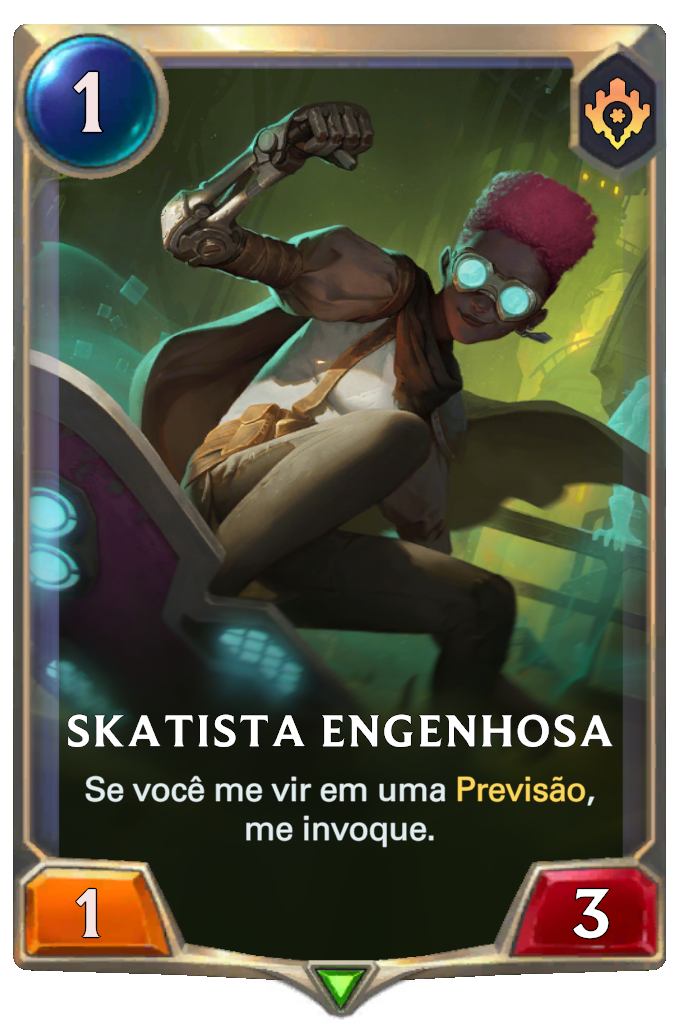 1
SKATISTA ENGENHOSA
Se você me vir em uma Previsão,
me invoque.
1
3